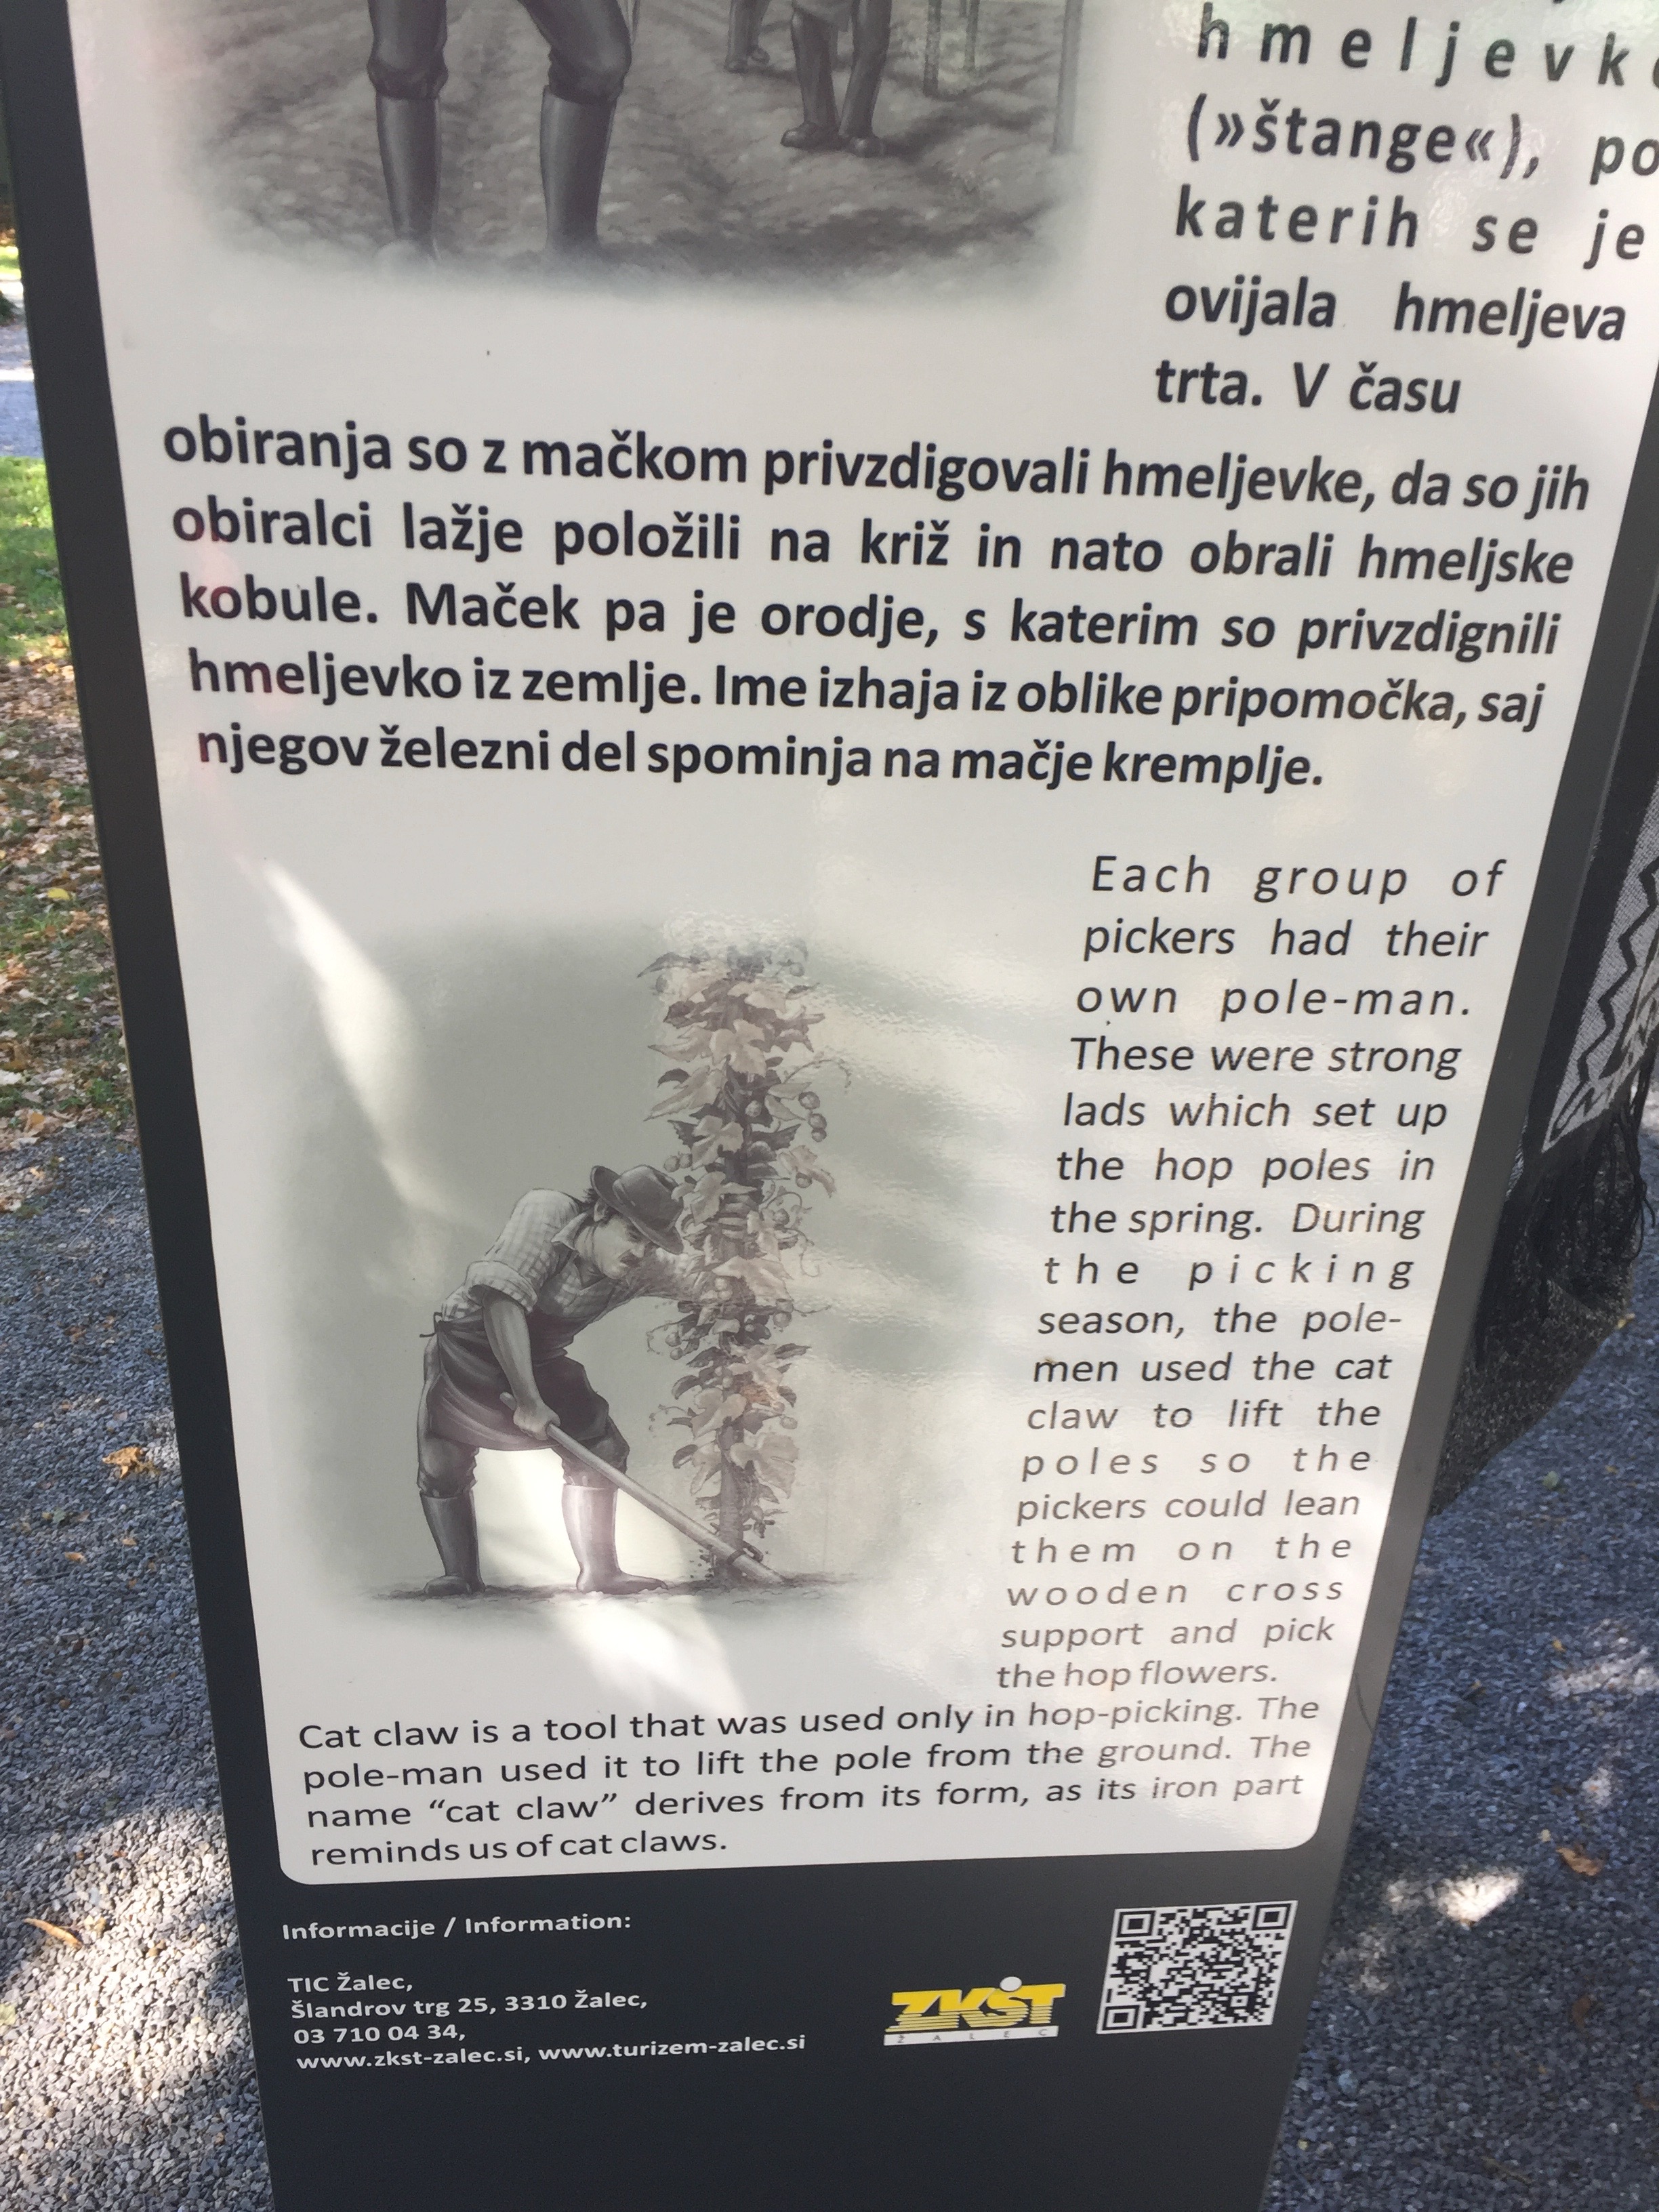 (»štange«),
katerih se je
ovijala hmeljeva
trta. V času
obiranja so z mačkom privzdigovali hmeljevke, da so jih
obiralci lažje položili na križ in nato obrali hmeljske
kobule. Maček pa je orodje, s katerim so privzdignili
hmeljevko iz zemlje. Ime izhaja iz oblike pripomočka, saj
njegov železni del spominja na mačje kremplje.
Each group of
pickers had their
own pole-man.
These were strong
lads which set up
the hop poles in
the spring. During
the picking
season, the pole-
men used the cat
claw to lift the
poles so the
pickers could lean
them on the
wooden cross
support and pick
the hop flowers.
Cat claw is a tool that was used only in hop-picking. The
pole-man used it to lift the pole from the ground. The
name “cat claw” derives from its form, as its iron part
reminds us of cat claws.
Informacije / Information:
TIC Žalec,
Šlandrov trg 25, 3310 Žalec,
03 710 04 34,
www.zkst-zalec.si, www.turizem-zalec.si
ZKŠT
ŽALEC